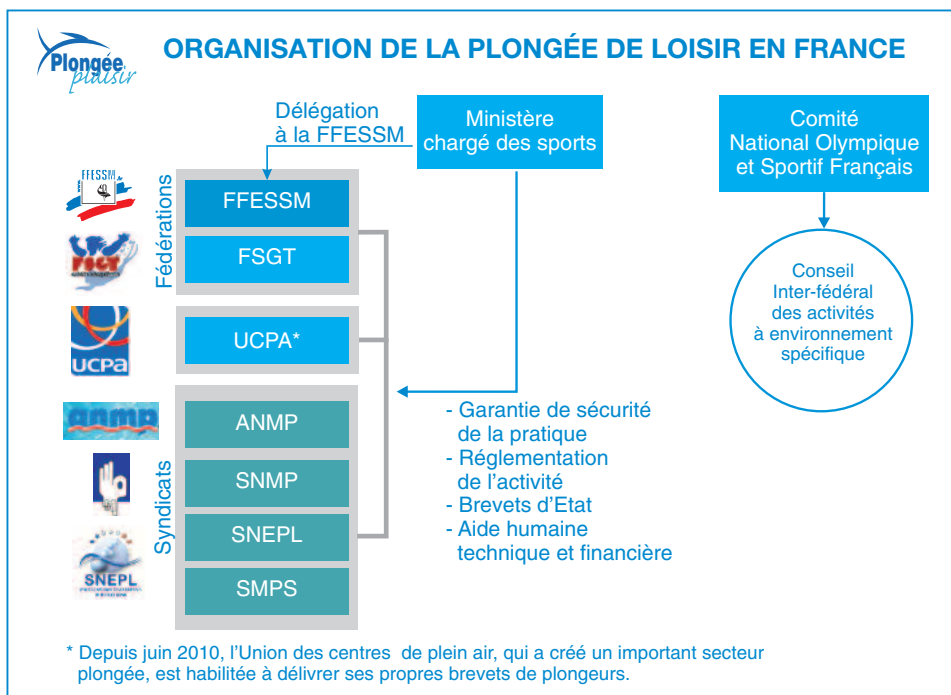 Plongée
plaisir
ORGANISATION DE LA PLONGÉE DE LOISIR EN FRANCE
Délégation
à la FFESSM
Ministère
chargé des sports
Comité
National Olympique
et Sportif Français
Conseil
Inter-fédéral
des activités
à environnement
spécifique
Fédérations
FFESSM
FFESSM
FSGT
FSGT
UCPA*
ucpa
Syndicats
anmp
ANMP
SNMP
SNEPL
SNEPL
SMPS
- Garantie de sécurité
de la pratique
- Réglementation
de l’activité
- Brevets d’Etat
- Aide humaine
technique et financière
* Depuis juin 2010, l’Union des centres de plein air, qui a créé un important secteur
plongée, est habilitée à délivrer ses propres brevets de plongeurs.